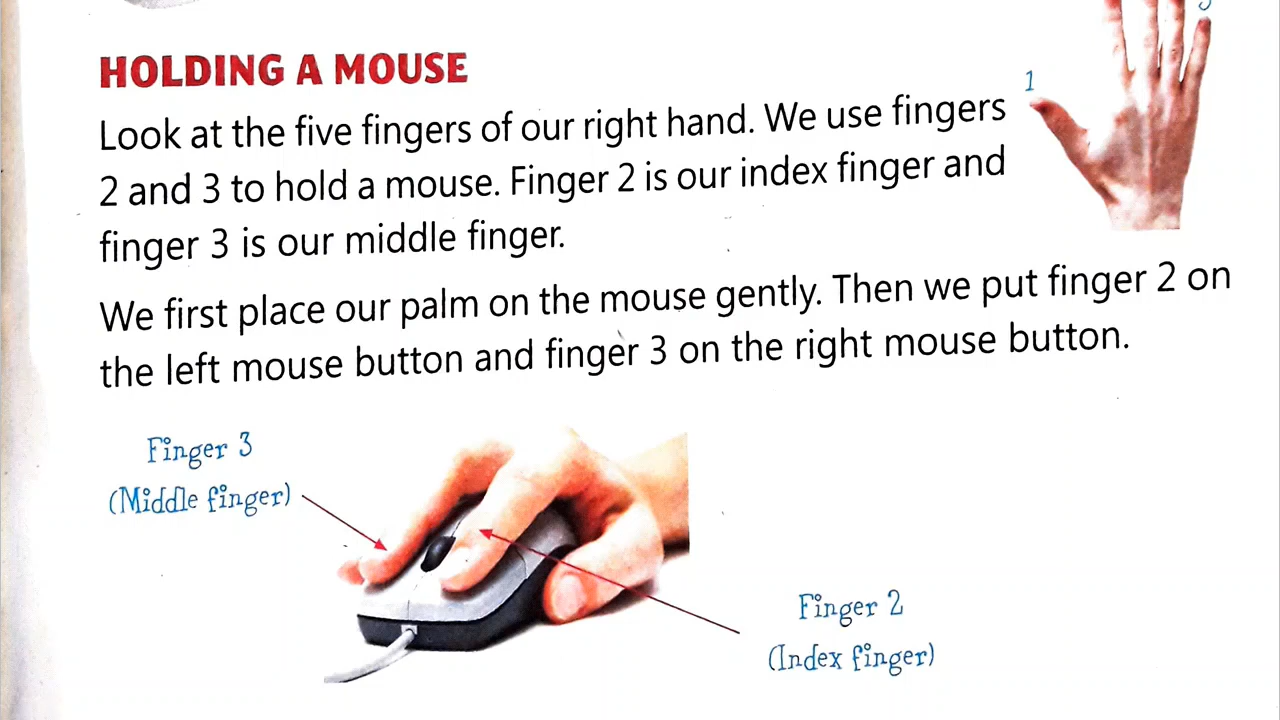 HOLDING A MOUSE
1
Look at the five fingers of our right hand. We use fingers
2 and 3 to hold a mouse. Finger 2 is our index finger and
finger 3 is our middle finger.
We first place our palm on the mouse gently. Then we put finger 2 on
the left mouse button and finger 3 on the right mouse button.
Finger 3
(Middle finger)
Finger 2
(Index finger)